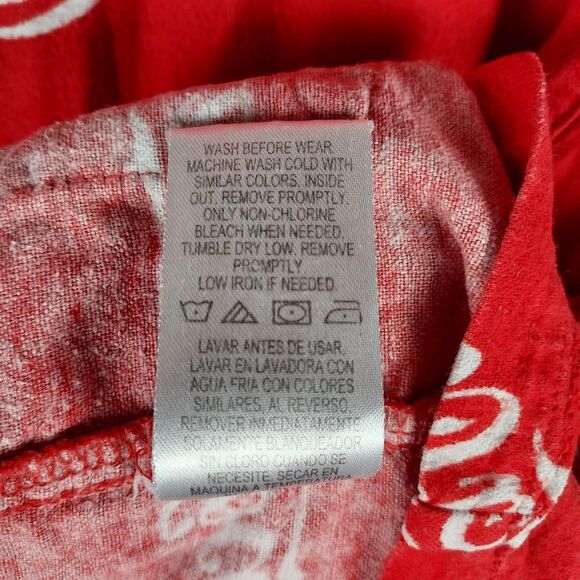 WASH BEFORE WEAR.
MACHINE WASH COLD WITH
SIMILAR COLORS. INSIDE
OUT. REMOVE PROMPTLY.
ONLY NON-CHLORINE
BLEACH WHEN NEEDED.
TUMBLE DRY LOW. REMOVE
PROMPTLY.
LOW IRON IF NEEDED.
LAVAR ANTES DE USAR.
LAVAR EN LAVADORA CON
AGUA FRIA CON COLORES
SIMILARES, AL REVERSO.
REMOVER INMEDIATAMENTE
SOLAMENTE BLANQUEADOR
SIN CLORO CUANDO SE
NECESITE. SECAR EN
MAQUINA A TEMPERATURA